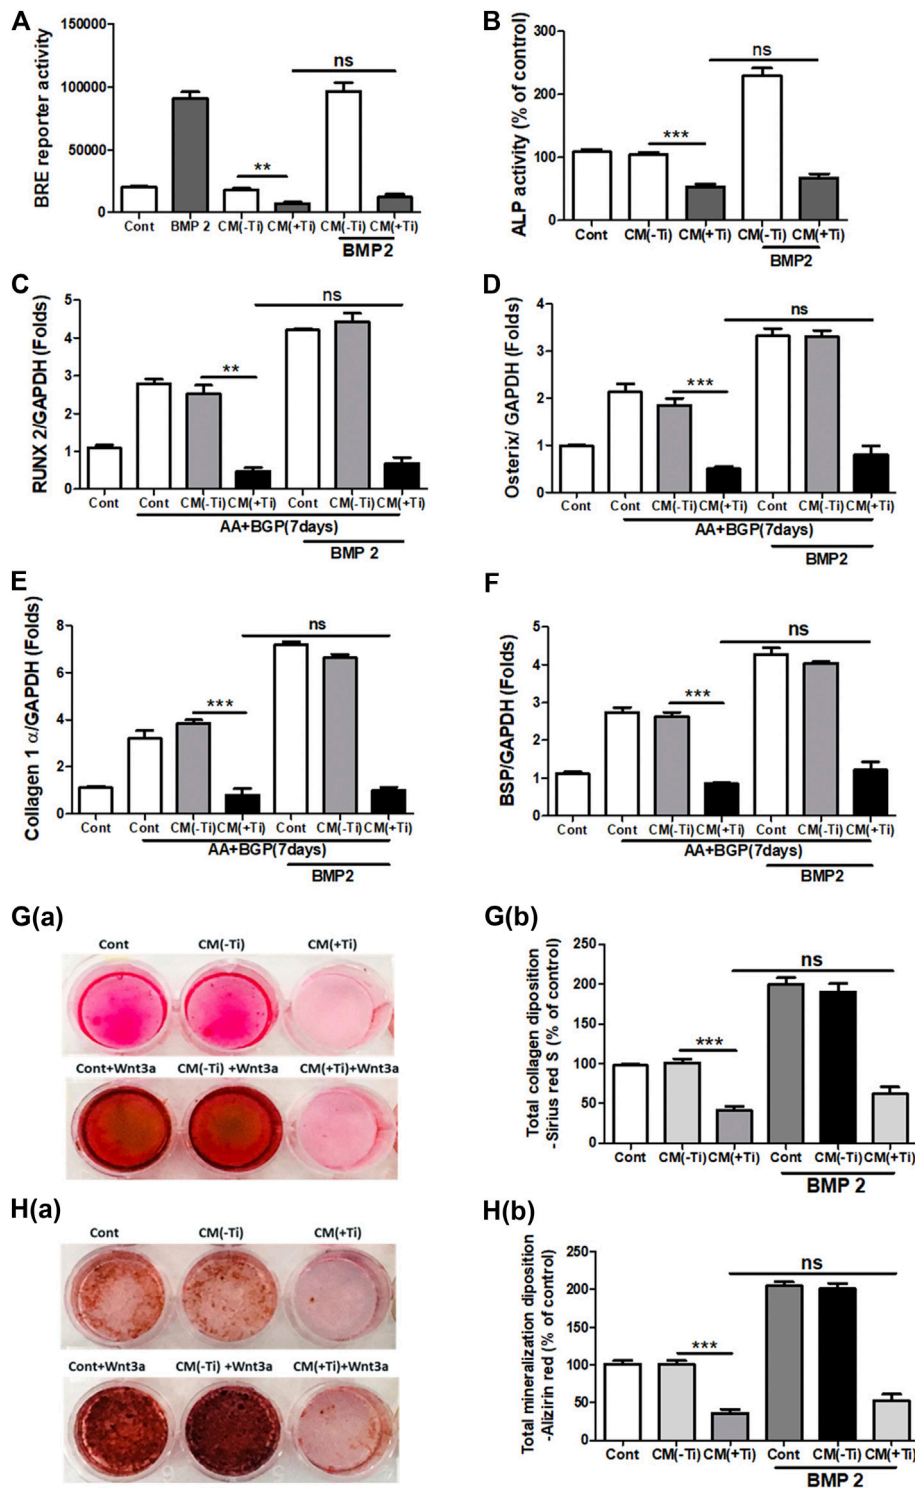 A
BRE reporter activity
150000
100000
50000
0
ns
**
Cont BMP 2 CM(-Ti) CM(+Ti) CM(-Ti) CM(+Ti)
BMP2
B
ALP activity (% of control)
300
200
100
0
ns
***
Cont CM(-Ti) CM(+Ti) CM(-Ti) CM(+Ti)
BMP2
C
RUNX 2/GAPDH (Folds)
5
4
3
2
1
0
ns
**
Cont Cont CM(-Ti) CM(+Ti) Cont CM(-Ti) CM(+Ti)
AA+BGP(7days)
BMP 2
D
Osterix/ GAPDH (Folds)
4
3
2
1
0
ns
***
Cont Cont CM(-Ti) CM(+Ti) Cont CM(-Ti) CM(+Ti)
AA+BGP(7days)
BMP2
E
Collagen 1 α/GAPDH (Folds)
8
6
4
2
0
ns
***
Cont Cont CM(-Ti) CM(+Ti) Cont CM(-Ti) CM(+Ti)
AA+BGP(7days)
BMP2
F
BSP/GAPDH (Folds)
5
4
3
2
1
0
ns
***
Cont Cont CM(-Ti) CM(+Ti) Cont CM(-Ti) CM(+Ti)
AA+BGP(7days)
BMP2
G(a)
Cont CM(-Ti) CM(+Ti)
Cont+Wnt3a CM(-Ti) +Wnt3a CM(+Ti)+Wnt3a
G(b)
Total collagen diposition
-Sirius red S (% of control)
250
200
150
100
50
0
ns
***
Cont CM(-Ti) CM(+Ti) Cont CM(-Ti) CM(+Ti)
BMP 2
H(a)
Cont CM(-Ti) CM(+Ti)
Cont+Wnt3a CM(-Ti) +Wnt3a CM(+Ti)+Wnt3a
H(b)
Total mineralization diposition
-Alizirin red (% of control)
250
200
150
100
50
0
ns
***
Cont CM(-Ti) CM(+Ti) Cont CM(-Ti) CM(+Ti)
BMP 2